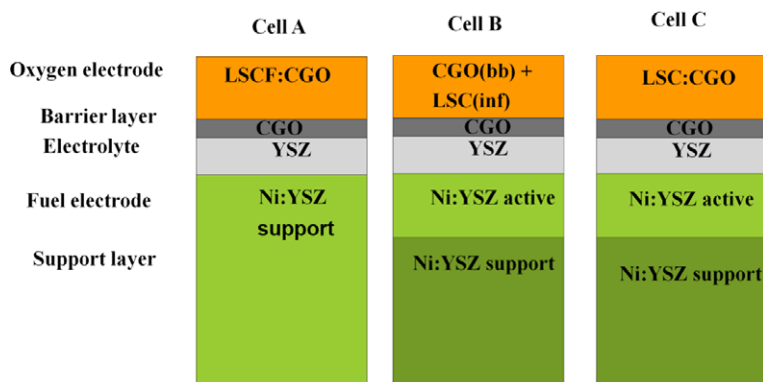 Cell A
Cell B
Cell C
Oxygen electrode
LSCF:CGO
CGO(bb) +
LSC(inf)
LSC:CGO
Barrier layer
CGO
CGO
CGO
Electrolyte
YSZ
YSZ
YSZ
Fuel electrode
Ni:YSZ
support
Ni:YSZ active
Ni:YSZ active
Support layer
Ni:YSZ support
Ni:YSZ support